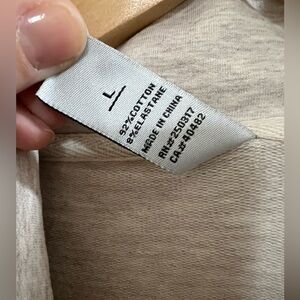 L
92%COTTON
8%ELASTANE
MADE IN CHINA
RN#250317
CA#40482